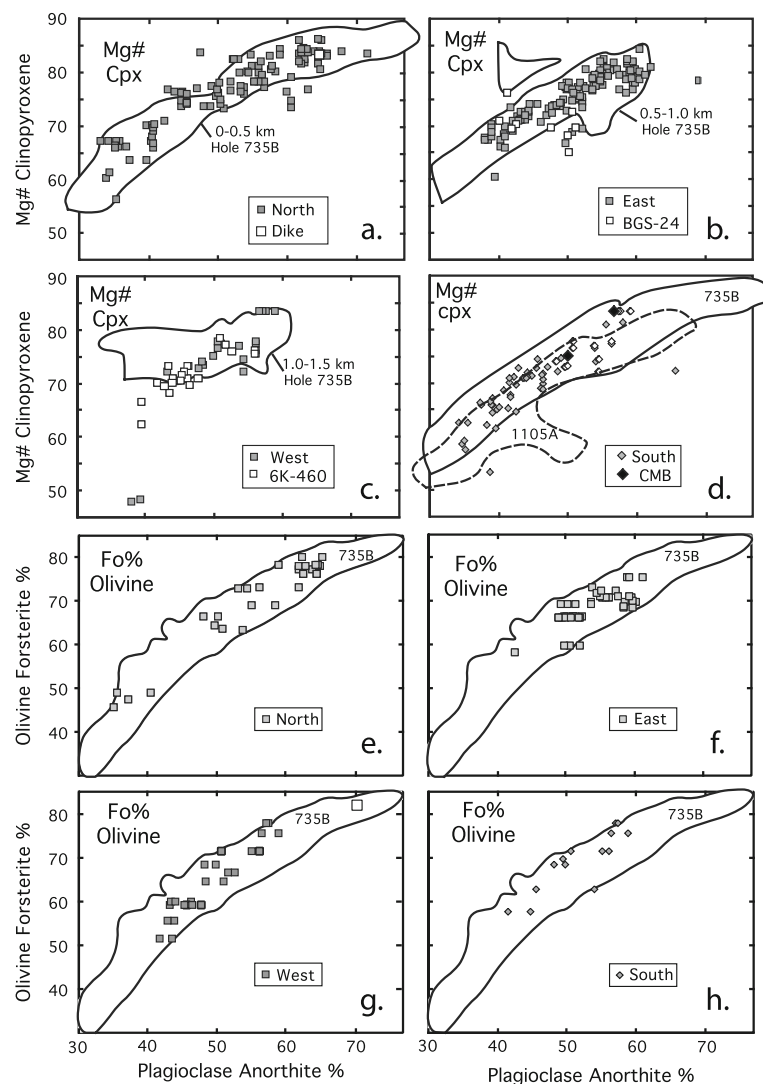 90
80
70
60
50
Mg# Clinopyroxene
Mg#
Cpx
0-0.5 km
Hole 735B
North
Dike
a.
Mg#
Cpx
0.5-1.0 km
Hole 735B
East
BGS-24
b.
90
80
70
60
50
Mg# Clinopyroxene
Mg#
Cpx
1.0-1.5 km
Hole 735B
West
6K-460
c.
Mg#
cpx
735B
1105A
South
CMB
d.
80
70
60
50
40
Olivine Forsterite %
Fo%
Olivine
735B
North
e.
Fo%
Olivine
735B
East
f.
80
70
60
50
40
Olivine Forsterite %
Fo%
Olivine
735B
West
g.
30 40 50 60 70
Plagioclase Anorthite %
Fo%
Olivine
735B
South
h.
30 40 50 60 70
Plagioclase Anorthite %